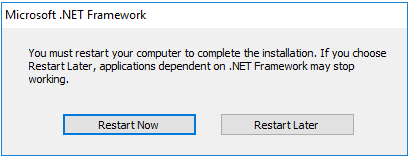 Microsoft .NET Framework
You must restart your computer to complete the installation. If you choose
Restart Later, applications dependent on .NET Framework may stop
working.
Restart Now
Restart Later